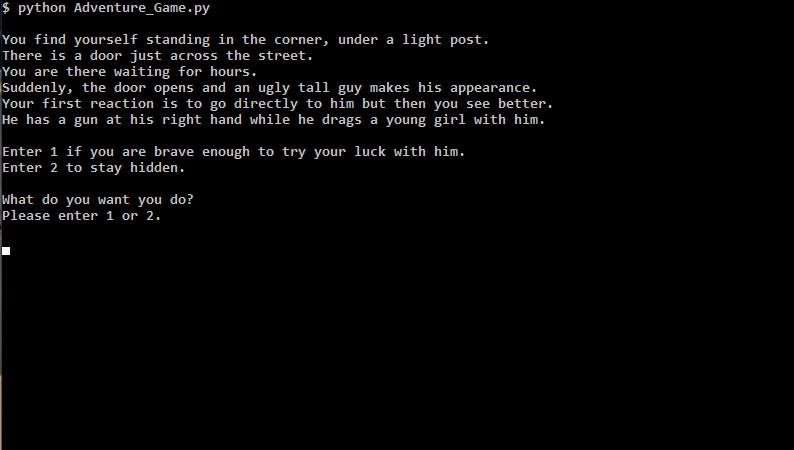 $ python Adventure_Game.py
You find yourself standing in the corner, under a light post.
There is a door just across the street.
You are there waiting for hours.
Suddenly, the door opens and an ugly tall guy makes his appearance.
Your first reaction is to go directly to him but then you see better.
He has a gun at his right hand while he drags a young girl with him.
Enter 1 if you are brave enough to try your luck with him.
Enter 2 to stay hidden.
What do you want you do?
Please enter 1 or 2.